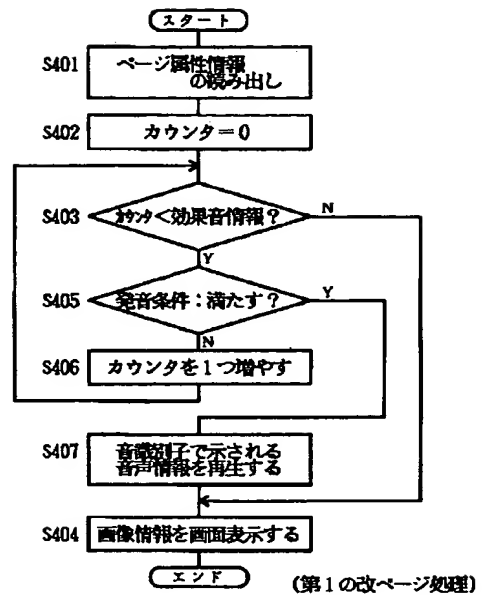 スタート
S401 ページ属性情報
の読み出し
S402 カウンタ＝0
S403 カウンタ＜効果音情報？ N
Y
S405 発音条件：満たす？ Y
N
S406 カウンタを1つ増やす
S407 音識別子で示される
音声情報を再生する
S404 画像情報を画面表示する
エンド
(第1の改ページ処理)